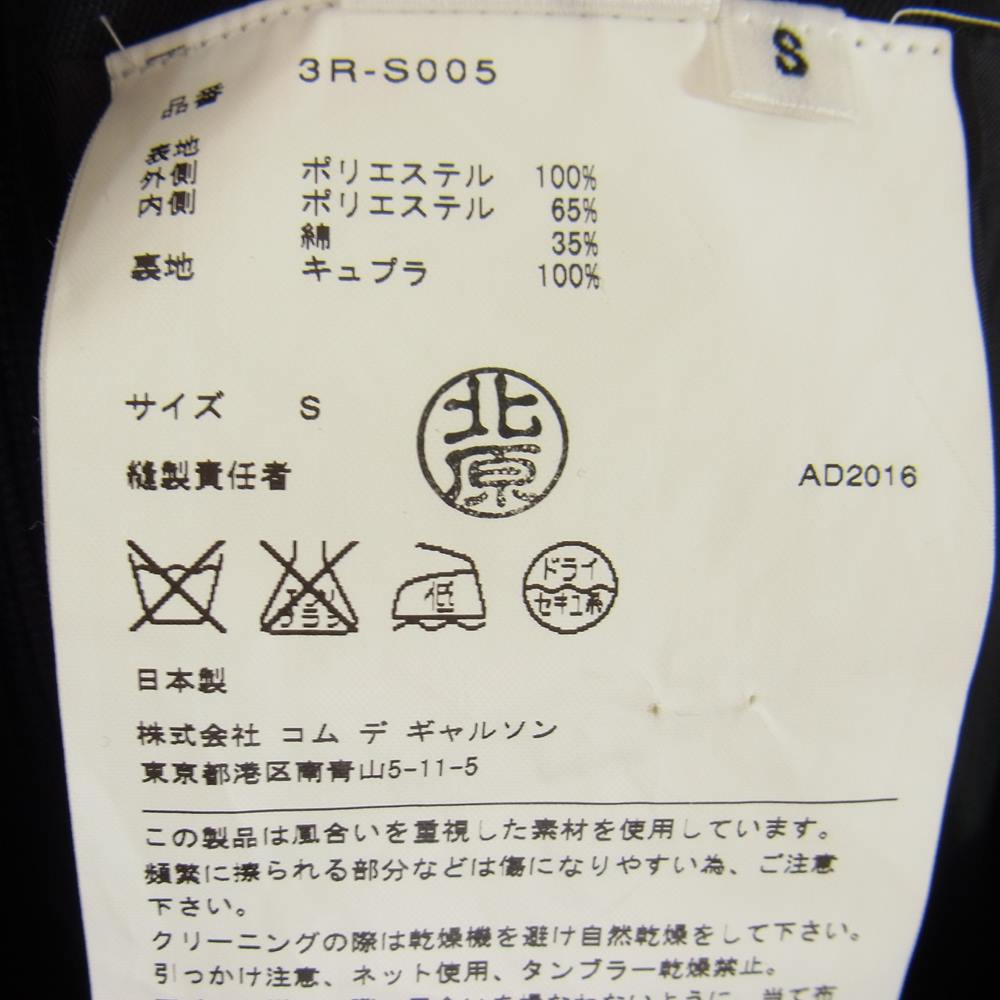 S
品番 3R-S005
表地
外側 ポリエステル 100%
内側 ポリエステル 65%
綿 35%
裏地 キュプラ 100%
サイズ S
北原
縫製責任者
AD2016
エンソ
フラシ
低
ドライ
セキユ系
日本製
株式会社 コム デ ギャルソン
東京都港区南青山5-11-5
この製品は風合いを重視した素材を使用しています。
頻繁に擦られる部分などは傷になりやすい為、ご注意
下さい。
クリーニングの際は乾燥機を避け自然乾燥をして下さい。
引っかけ注意、ネット使用、タンブラー乾燥禁止。